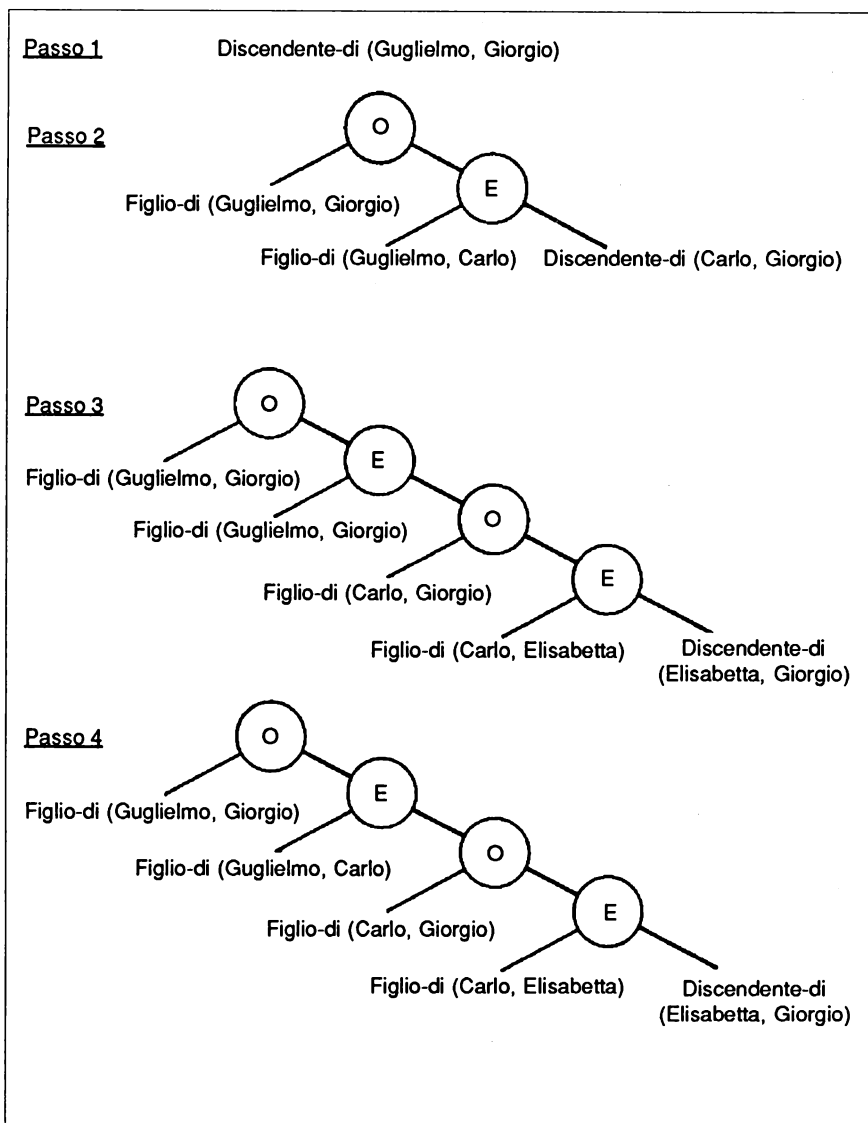 Passo 1 Discendente-di (Guglielmo, Giorgio)
Passo 2
O
E
Figlio-di (Guglielmo, Giorgio)
Figlio-di (Guglielmo, Carlo) Discendente-di (Carlo, Giorgio)
Passo 3
O
E
Figlio-di (Guglielmo, Giorgio)
Figlio-di (Guglielmo, Giorgio)
O
Figlio-di (Carlo, Giorgio)
E
Figlio-di (Carlo, Elisabetta)
Discendente-di
(Elisabetta, Giorgio)
Passo 4
O
E
Figlio-di (Guglielmo, Giorgio)
O
Figlio-di (Guglielmo, Carlo)
E
Figlio-di (Carlo, Giorgio)
Figlio-di (Carlo, Elisabetta)
Discendente-di
(Elisabetta, Giorgio)